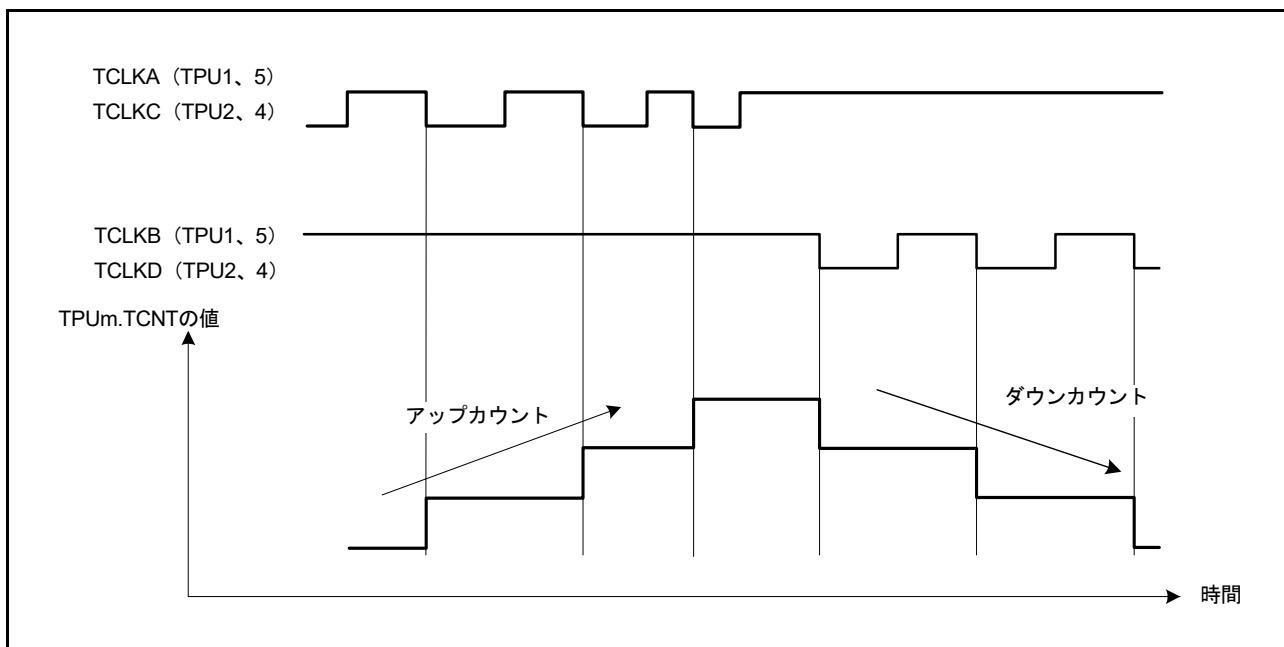 TCLKA（TPU1、5）
TCLKC（TPU2、4）
TCLKB（TPU1、5）
TCLKD（TPU2、4）
TPUm.TCNTの値
アップカウント
ダウンカウント
時間